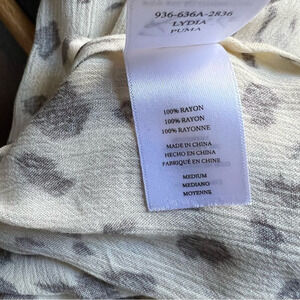 936-636A-2836
LYDIA
PUMA
100% RAYON
100% RAYON
100% RAYONNE
MADE IN CHINA
HECHO EN CHINA
FABRIQUÉ EN CHINE
MEDIUM
MEDIANO
MOYENNE